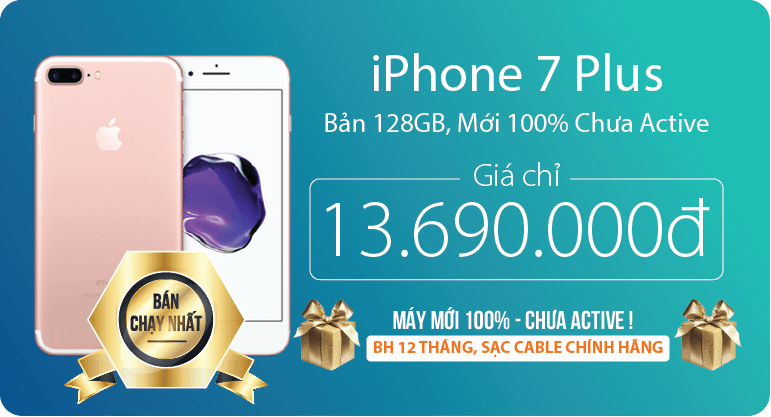 iPhone 7 Plus
Bản 128GB, Mới 100% Chưa Active
Giá chỉ
13.690.000đ
BÁN
CHẠY NHẤT
MÁY MỚI 100% - CHƯA ACTIVE !
BH 12 THÁNG, SẠC CABLE CHÍNH HÃNG